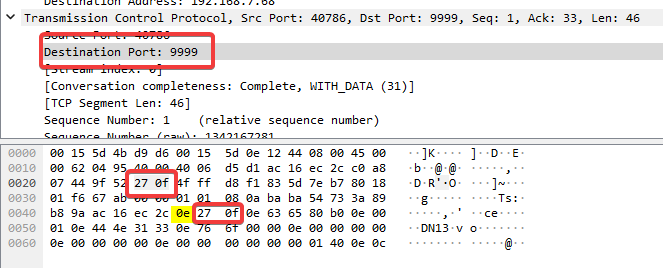 Destination Address: 192.168.7.68
Transmission Control Protocol, Src Port: 40786, Dst Port: 9999, Seq: 1, Ack: 33, Len: 46
Source Port: 40786
Destination Port: 9999
[Stream index: 0]
[Conversation completeness: Complete, WITH_DATA (31)]
[TCP Segment Len: 46]
Sequence Number: 1 (relative sequence number)
Sequence Number (raw): 1342167281
0000 00 15 5d 4b d9 d6 00 15 5d 0e 12 44 08 00 45 00 ··]K····]··D··E·
0010 00 62 04 95 40 00 40 06 d5 d1 ac 16 ec 2c c0 a8 ·b··@·@······,··
0020 07 44 9f 52 27 0f 4f ff d8 f1 83 5d 7e b7 80 18 ·D·R'·O····]~···
0030 01 f6 67 ab 00 00 01 01 08 0a ba ba 54 73 3a 89 ··g·········Ts:·
0040 b8 9a ac 16 ec 2c 0e 27 0f 0e 63 65 80 b0 0e 00 ·····,·'··ce····
0050 01 0e 44 4e 31 33 0e 76 6f 00 00 00 0e 00 00 00 ··DN13·vo·······
0060 0e 00 00 00 0e 00 00 00 00 01 40 0e 0c ··········@··